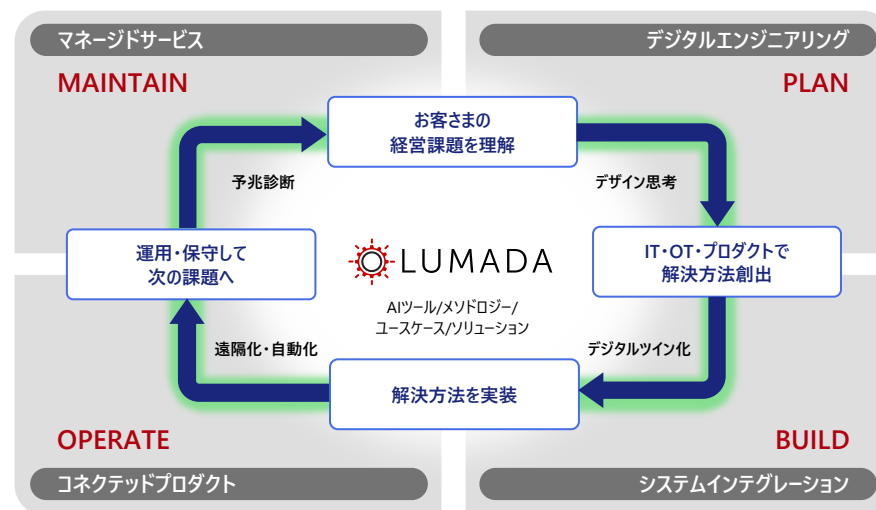 マネージドサービス
デジタルエンジニアリング
MAINTAIN
PLAN
お客さまの
経営課題を理解
予兆診断
デザイン思考
運用・保守して
次の課題へ
LUMADA
IT・OT・プロダクトで
解決方法創出
AIツール/メソドロジー/
ユースケース/ソリューション
遠隔化・自動化
デジタルツイン化
解決方法を実装
OPERATE
BUILD
コネクテッドプロダクト
システムインテグレーション